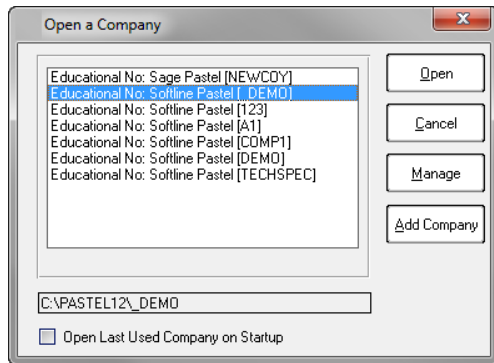 Open a Company
Educational No: Sage Pastel [NEWCOY]
Educational No: Softline Pastel [_DEMO]
Educational No: Softline Pastel [123]
Educational No: Softline Pastel [A1]
Educational No: Softline Pastel [COMP1]
Educational No: Softline Pastel [DEMO]
Educational No: Softline Pastel [TECHSPEC]
Open
Cancel
Manage
Add Company
C:\PASTEL12\_DEMO
Open Last Used Company on Startup